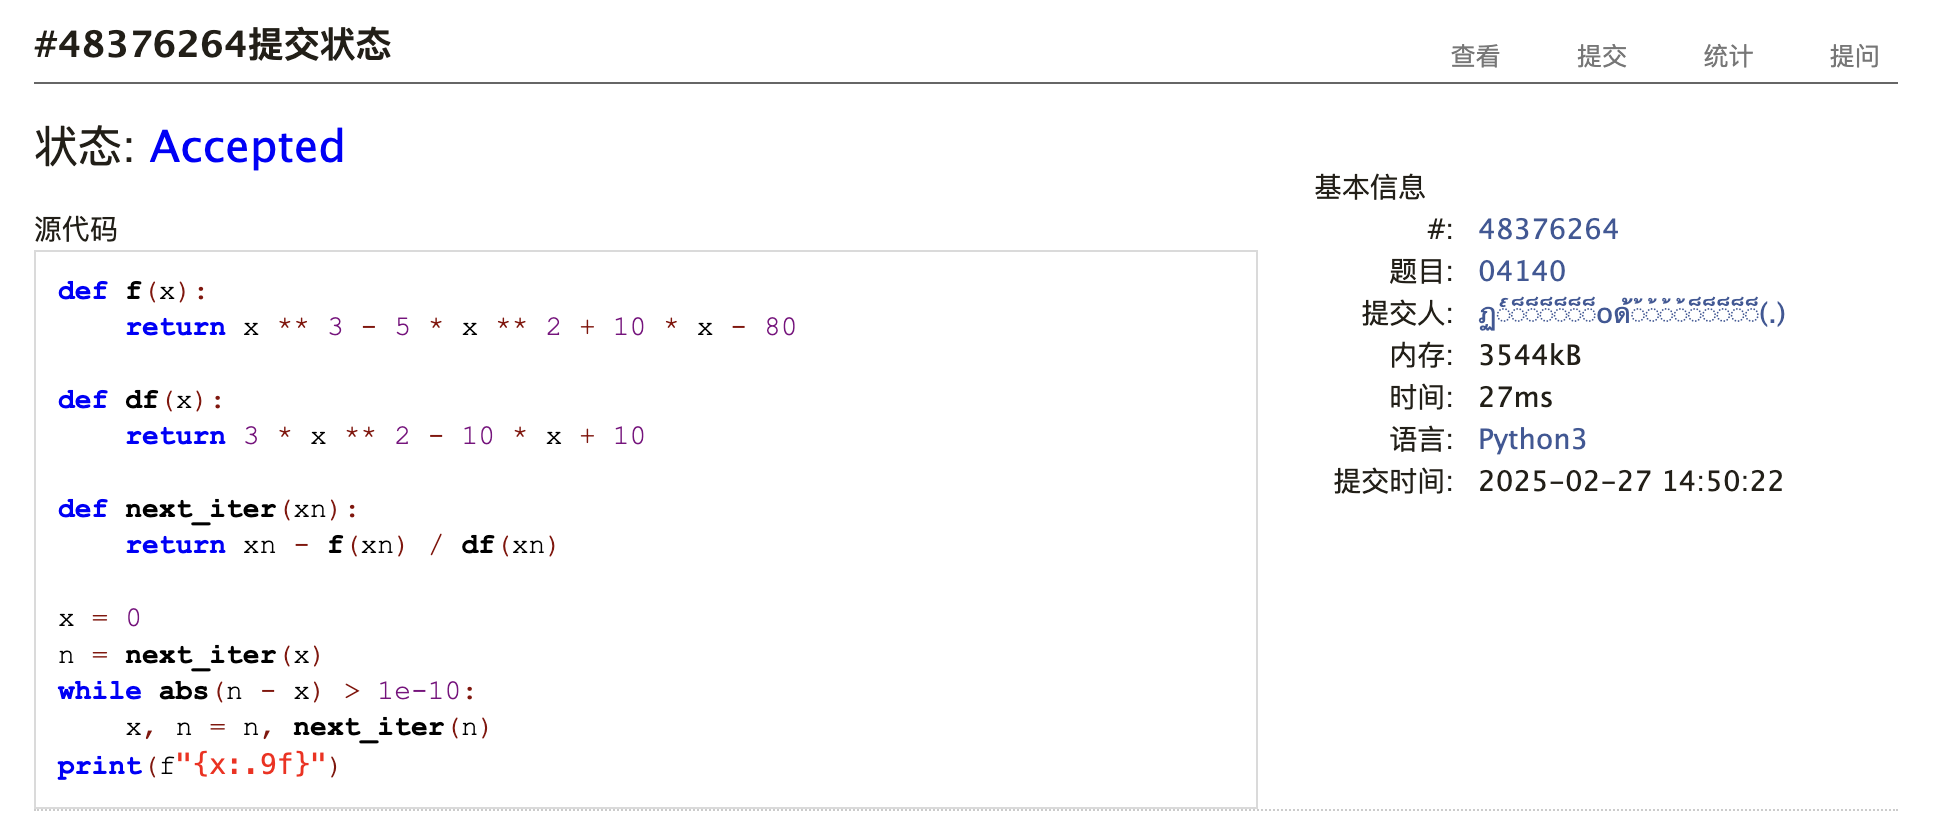 #48376264提交状态
查看 提交 统计 提问
状态: Accepted
源代码
def f(x):
    return x ** 3 - 5 * x ** 2 + 10 * x - 80

def df(x):
    return 3 * x ** 2 - 10 * x + 10

def next_iter(xn):
    return xn - f(xn) / df(xn)

x = 0
n = next_iter(x)
while abs(n - x) > 1e-10:
    x, n = n, next_iter(n)
print(f"{x:.9f}")
基本信息
#: 48376264
题目: 04140
提交人:
内存: 3544kB
时间: 27ms
语言: Python3
提交时间: 2025-02-27 14:50:22